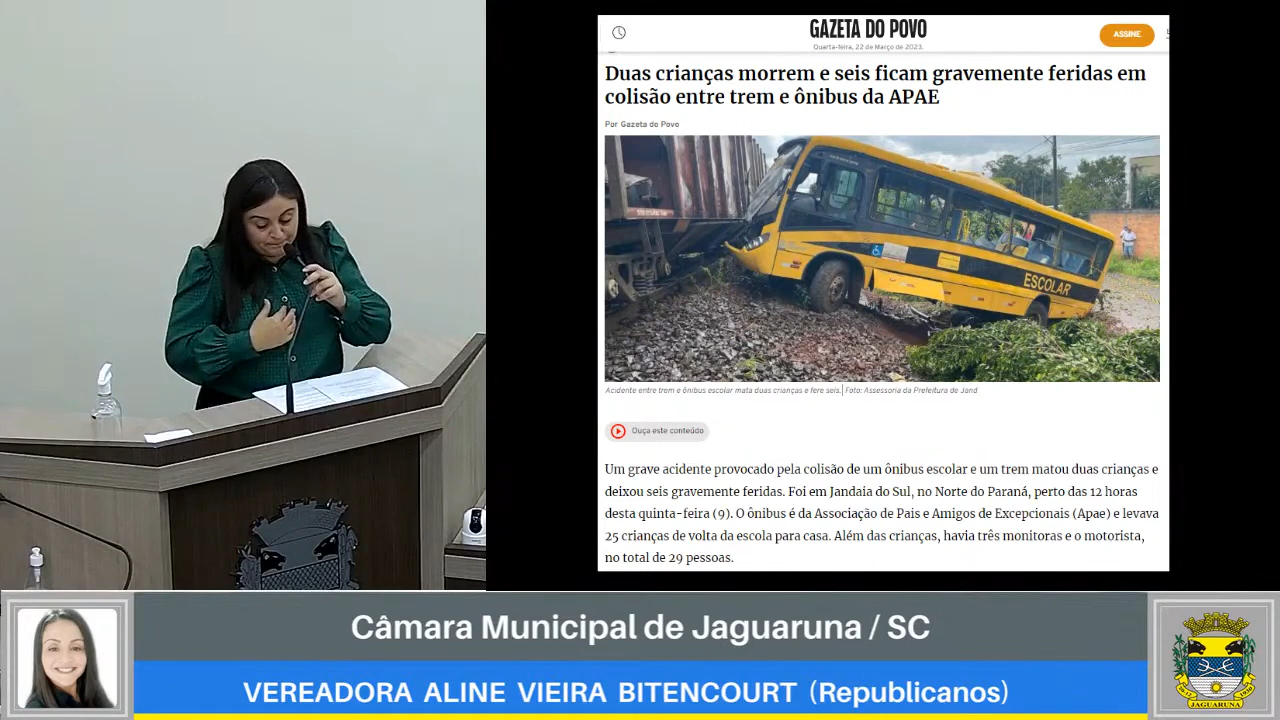 GAZETA DO POVO
Quarta-feira, 22 de Março de 2023.
ASSINE
Duas crianças morrem e seis ficam gravemente feridas em
colisão entre trem e ônibus da APAE
Por Gazeta do Povo
ESCOLAR
Acidente entre trem e ônibus escolar mata duas crianças e fere seis.| Foto: Assessoria da Prefeitura de Jand
Ouça este conteúdo
Um grave acidente provocado pela colisão de um ônibus escolar e um trem matou duas crianças e
deixou seis gravemente feridas. Foi em Jandaia do Sul, no Norte do Paraná, perto das 12 horas
desta quinta-feira (9). O ônibus é da Associação de Pais e Amigos de Excepcionais (Apae) e levava
25 crianças de volta da escola para casa. Além das crianças, havia três monitoras e o motorista,
no total de 29 pessoas.
Câmara Municipal de Jaguaruna / SC
VEREADORA ALINE VIEIRA BITENCOURT (Republicanos)
JAGUARUNA